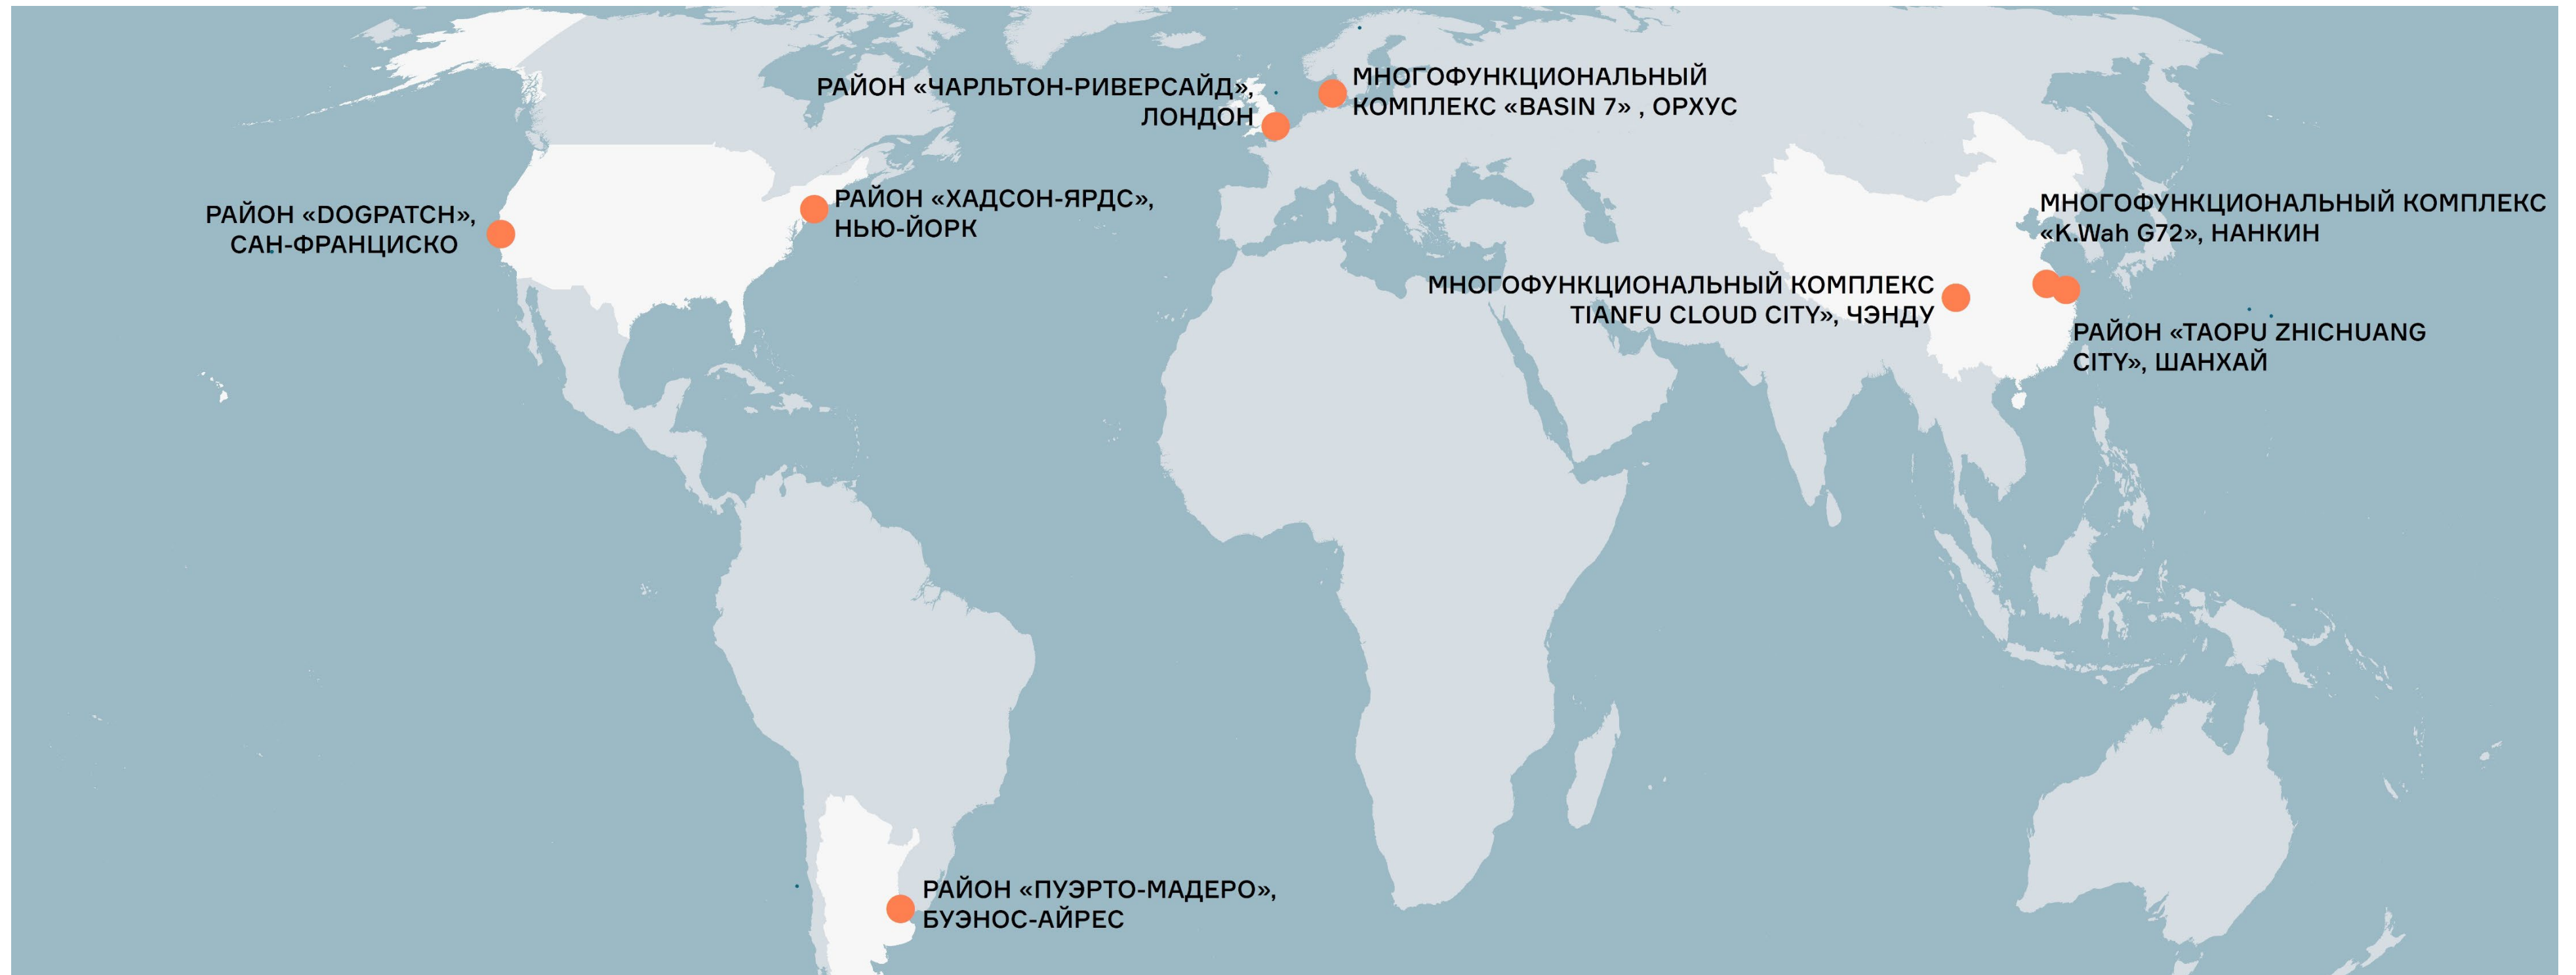 РАЙОН «ЧАРЛЬТОН-РИВЕРСАЙД»,
ЛОНДОН
МНОГОФУНКЦИОНАЛЬНЫЙ
КОМПЛЕКС «BASIN 7» , ОРХУС
РАЙОН «DOGPATCH»,
САН-ФРАНЦИСКО
РАЙОН «ХАДСОН-ЯРДС»,
НЬЮ-ЙОРК
МНОГОФУНКЦИОНАЛЬНЫЙ КОМПЛЕКС
«K.Wah G72», НАНКИН
МНОГОФУНКЦИОНАЛЬНЫЙ КОМПЛЕКС
TIANFU CLOUD CITY», ЧЭНДУ
РАЙОН «TAOPU ZHICHUANG
CITY», ШАНХАЙ
РАЙОН «ПУЭРТО-МАДЕРО»,
БУЭНОС-АЙРЕС